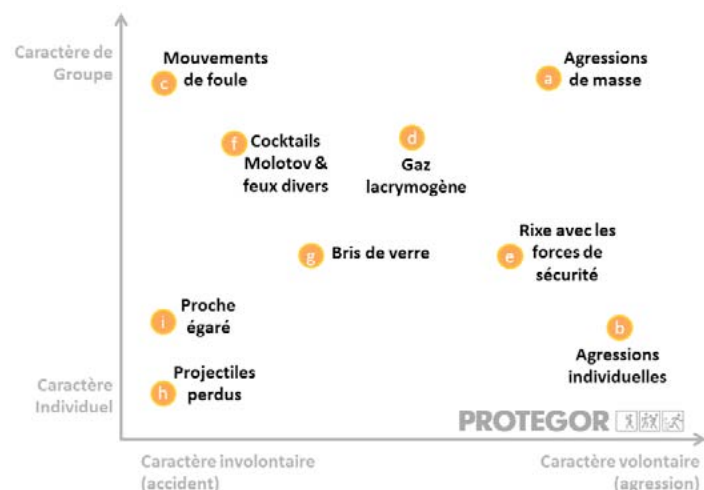 Caractère de
Groupe
Mouvements
de foule
c
Agressions
de masse
a
f
Cocktails
Molotov &
feux divers
d
Gaz
lacrymogène
g
Bris de verre
Rixe avec les
forces de
sécurité
e
Proche
égaré
i
b
Agressions
individuelles
Caractère
Individuel
Projectiles
perdus
h
PROTEGOR
Caractère involontaire
(accident)
Caractère volontaire
(agression)